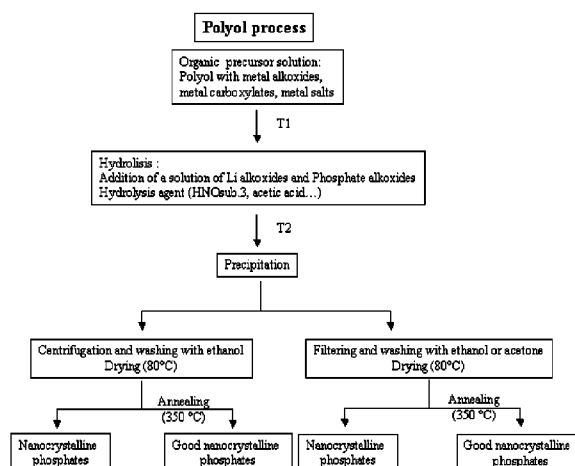 Polyol process
Organic precursor solution:
Polyol with metal alkoxides,
metal carboxylates, metal salts
T1
Hydrolisis :
Addition of a solution of Li alkoxides and Phosphate alkoxides
Hydrolysis agent (HNOsub.3, acetic acid...)
T2
Precipitation
Centrifugation and washing with ethanol
Drying (80°C)
Filtering and washing with ethanol or acetone
Drying (80°C)
Annealing
(350 °C)
Annealing
(350 °C)
Nanocrystalline
phosphates
Good nanocrystalline
phosphates
Nanocrystalline
phosphates
Good nanocrystalline
phosphates